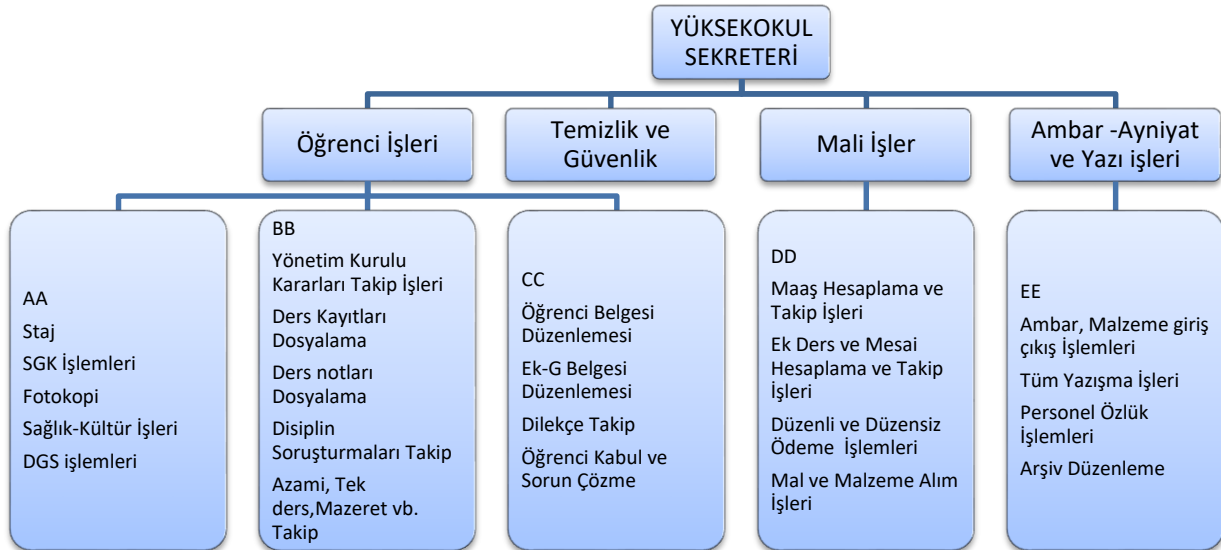 YÜKSEKOKUL
SEKRETERİ
Öğrenci İşleri
Temizlik ve
Güvenlik
Mali İşler
Ambar -Ayniyat
ve Yazı işleri
AA
Staj
SGK İşlemleri
Fotokopi
Sağlık-Kültür İşleri
DGS işlemleri
BB
Yönetim Kurulu
Kararları Takip İşleri
Ders Kayıtları
Dosyalama
Ders notları
Dosyalama
Disiplin
Soruşturmaları Takip
Azami, Tek
ders,Mazeret vb.
Takip
CC
Öğrenci Belgesi
Düzenlemesi
Ek-G Belgesi
Düzenlemesi
Dilekçe Takip
Öğrenci Kabul ve
Sorun Çözme
DD
Maaş Hesaplama ve
Takip İşleri
Ek Ders ve Mesai
Hesaplama ve Takip
İşleri
Düzenli ve Düzensiz
Ödeme  İşlemleri
Mal ve Malzeme Alım
İşleri
EE
Ambar, Malzeme giriş
çıkış İşlemleri
Tüm Yazışma İşleri
Personel Özlük
İşlemleri
Arşiv Düzenleme